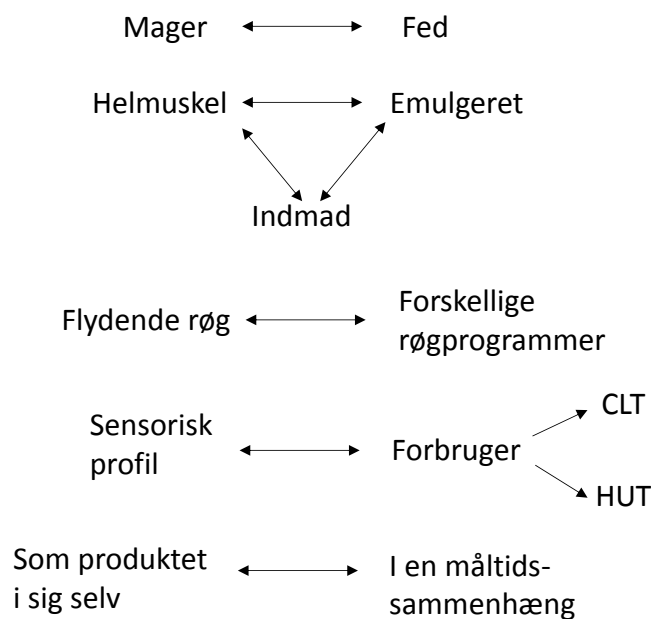 Mager
Fed
Helmuskel
Emulgeret
Indmad
Flydende røg
Forskellige
røgprogrammer
Sensorisk
profil
Forbruger
CLT
HUT
Som produktet
i sig selv
I en måltids-
sammenhæng